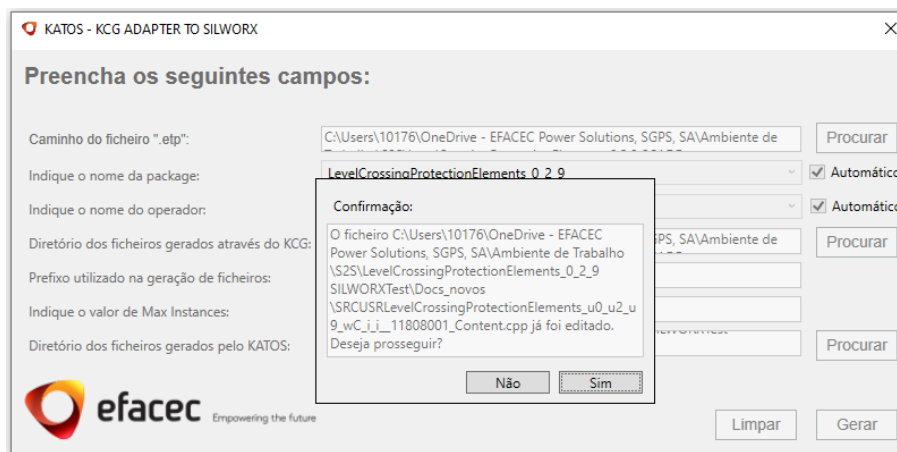 KATOS - KCG ADAPTER TO SILWORX
Preencha os seguintes campos:
Caminho do ficheiro ".etp":
C:\Users\10176\OneDrive - EFACEC Power Solutions, SGPS, SA\Ambiente de
Procurar
Indique o nome da package:
LevelCrossingProtectionElements_0_2_9
Automático
Indique o nome do operador:
Automático
Diretório dos ficheiros gerados através do KCG:
GPS, SA\Ambiente de
Procurar
Prefixo utilizado na geração de ficheiros:
Indique o valor de Max Instances:
Diretório dos ficheiros gerados pelo KATOS:
Procurar
Confirmação:
O ficheiro C:\Users\10176\OneDrive - EFACEC
Power Solutions, SGPS, SA\Ambiente de Trabalho
\S2S\LevelCrossingProtectionElements_0_2_9
SILWORXTest\Docs_novos
\SRCUSRLevelCrossingProtectionElements_u0_u2_u
9_wC_i_i__11808001_Content.cpp já foi editado.
Deseja prosseguir?
Não
Sim
efacec
Empowering the future
Limpar
Gerar